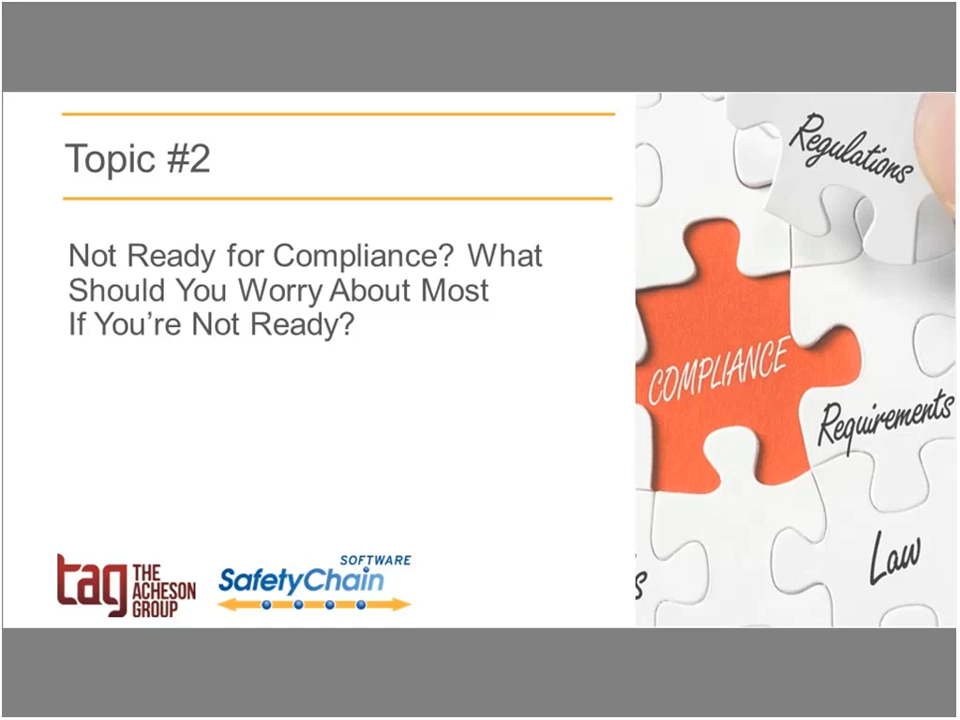 Topic #2
Not Ready for Compliance? What
Should You Worry About Most
If You're Not Ready?
Regulations
COMPLIANCE
Requirements
Law
s
tag THE
ACHESON
GROUP
SOFTWARE
SafetyChain